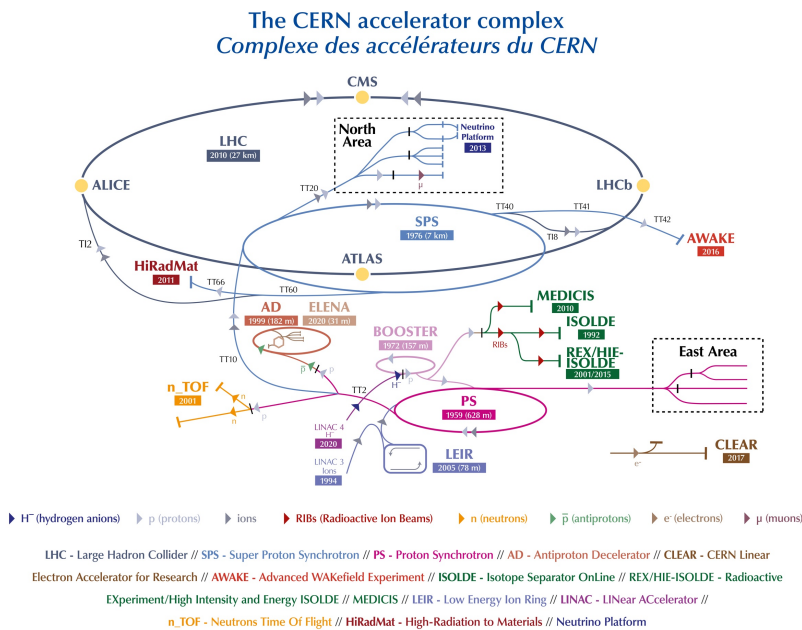 The CERN accelerator complex
Complexe des accélérateurs du CERN
CMS
North
Area
Neutrino
Platform
2013
LHC
2010 (27 km)
μ
ALICE
LHCb
TT20
TT40
TT41
SPS
1976 (7 km)
TT42
TI2
TI8
AWAKE
2016
ATLAS
HiRadMat
2011
TT66
TT60
MEDICIS
2010
AD
1999 (182 m)
ELENA
2020 (31 m)
ISOLDE
1992
BOOSTER
1972 (157 m)
RIBs
REX/HIE-
ISOLDE
2001/2015
East Area
TT10
p̅
p
n_TOF
2001
H⁻
p
TT2
n
n
p
PS
1959 (628 m)
LINAC 4
H⁻
2020
LINAC 3
Ions
1994
LEIR
2005 (78 m)
CLEAR
2017
e⁻
H⁻ (hydrogen anions)
p (protons)
ions
RIBs (Radioactive Ion Beams)
n (neutrons)
p̅ (antiprotons)
e⁻ (electrons)
μ (muons)
LHC - Large Hadron Collider // SPS - Super Proton Synchrotron // PS - Proton Synchrotron // AD - Antiproton Decelerator // CLEAR - CERN Linear
Electron Accelerator for Research // AWAKE - Advanced WAKefield Experiment // ISOLDE - Isotope Separator OnLine // REX/HIE-ISOLDE - Radioactive
EXperiment/High Intensity and Energy ISOLDE // MEDICIS // LEIR - Low Energy Ion Ring // LINAC - LINear ACcelerator //
n_TOF - Neutrons Time Of Flight // HiRadMat - High-Radiation to Materials // Neutrino Platform